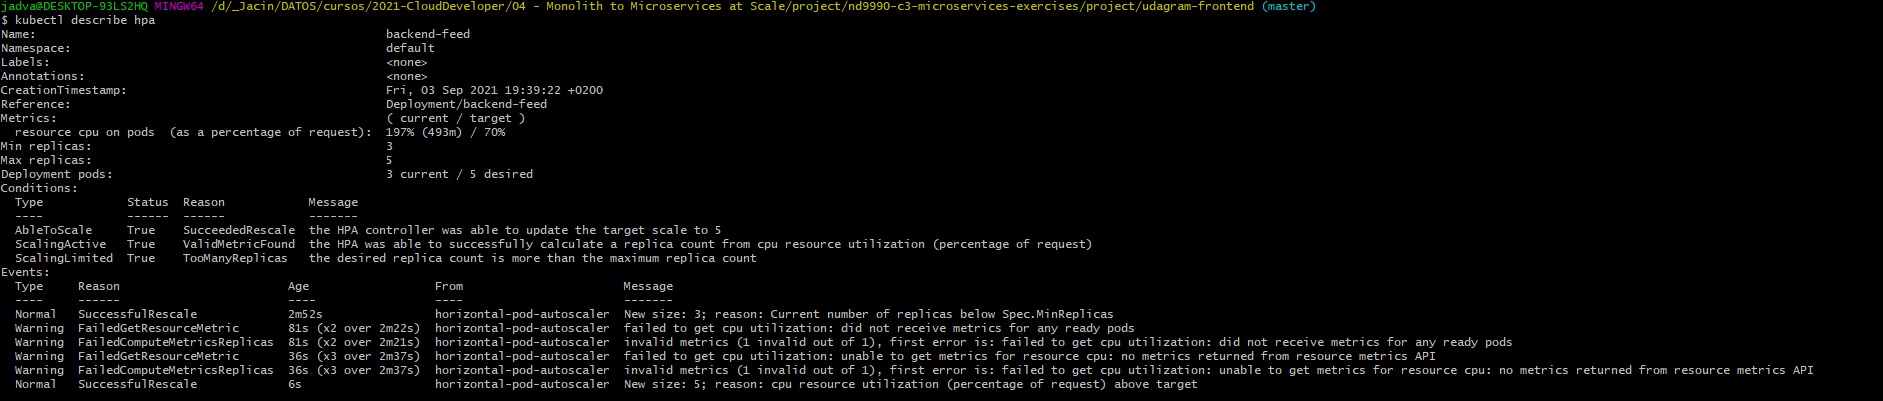 jadva@DESKTOP-93LS2HQ MINGW64 /d/_Jacin/DATOS/cursos/2021-CloudDeveloper/04 - Monolith to Microservices at Scale/project/nd9990-c3-microservices-exercises/project/udagram-frontend (master)
$ kubectl describe hpa
Name:                                                  backend-feed
Namespace:                                             default
Labels:                                                <none>
Annotations:                                           <none>
CreationTimestamp:                                     Fri, 03 Sep 2021 19:39:22 +0200
Reference:                                             Deployment/backend-feed
Metrics:                                               ( current / target )
  resource cpu on pods  (as a percentage of request):  197% (493m) / 70%
Min replicas:                                          3
Max replicas:                                          5
Deployment pods:                                       3 current / 5 desired
Conditions:
  Type            Status  Reason            Message
  ----            ------  ------            -------
  AbleToScale     True    SucceededRescale  the HPA controller was able to update the target scale to 5
  ScalingActive   True    ValidMetricFound  the HPA was able to successfully calculate a replica count from cpu resource utilization (percentage of request)
  ScalingLimited  True    TooManyReplicas   the desired replica count is more than the maximum replica count
Events:
  Type     Reason                        Age                  From                       Message
  ----     ------                        ----                 ----                       -------
  Normal   SuccessfulRescale             2m52s                horizontal-pod-autoscaler  New size: 3; reason: Current number of replicas below Spec.MinReplicas
  Warning  FailedGetResourceMetric       81s (x2 over 2m22s)  horizontal-pod-autoscaler  failed to get cpu utilization: did not receive metrics for any ready pods
  Warning  FailedComputeMetricsReplicas  81s (x2 over 2m21s)  horizontal-pod-autoscaler  invalid metrics (1 invalid out of 1), first error is: failed to get cpu utilization: did not receive metrics for any ready pods
  Warning  FailedGetResourceMetric       36s (x3 over 2m37s)  horizontal-pod-autoscaler  failed to get cpu utilization: unable to get metrics for resource cpu: no metrics returned from resource metrics API
  Warning  FailedComputeMetricsReplicas  36s (x3 over 2m37s)  horizontal-pod-autoscaler  invalid metrics (1 invalid out of 1), first error is: failed to get cpu utilization: unable to get metrics for resource cpu: no metrics returned from resource metrics API
  Normal   SuccessfulRescale             6s                   horizontal-pod-autoscaler  New size: 5; reason: cpu resource utilization (percentage of request) above target